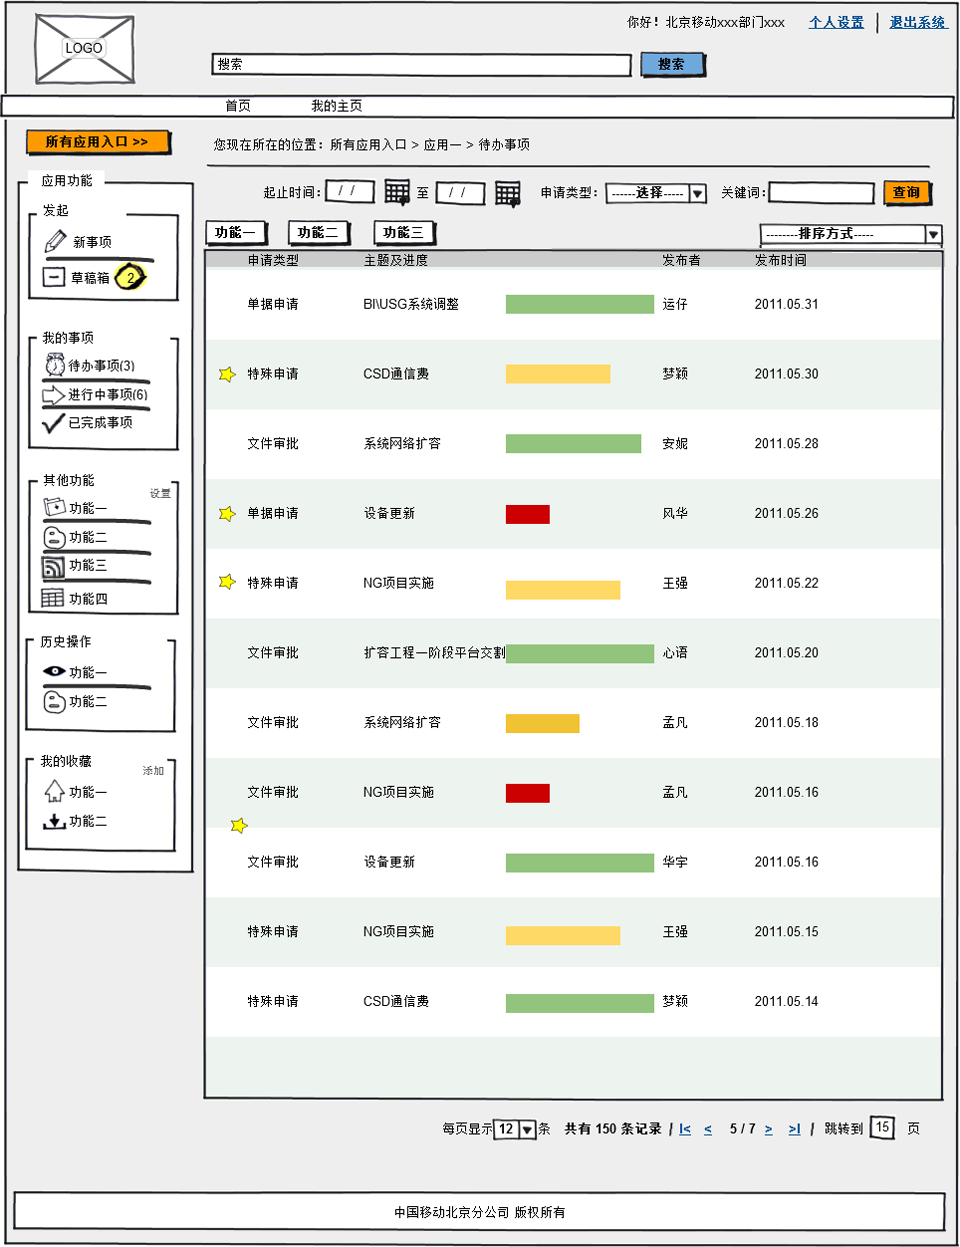 你好！北京移动xxx部门xxx 个人设置 | 退出系统
LOGO
搜索 搜索
首页 我的主页
所有应用入口 >>
您现在所在的位置：所有应用入口 > 应用一 > 待办事项
应用功能
起止时间： / / 至 / / 申请类型： ------选择----- 关键词： 查询
发起
新事项
草稿箱 2
我的事项
待办事项(3)
进行中事项(6)
已完成事项
其他功能
设置
功能一
功能二
功能三
功能四
历史操作
功能一
功能二
我的收藏
添加
功能一
功能二
功能一 功能二 功能三 --------排序方式-----
申请类型 主题及进度 发布者 发布时间
单据申请 BI\USG系统调整 运仔 2011.05.31
特殊申请 CSD通信费 梦颖 2011.05.30
文件审批 系统网络扩容 安妮 2011.05.28
单据申请 设备更新 风华 2011.05.26
特殊申请 NG项目实施 王强 2011.05.22
文件审批 扩容工程一阶段平台交割 心语 2011.05.20
文件审批 系统网络扩容 孟凡 2011.05.18
文件审批 NG项目实施 孟凡 2011.05.16
文件审批 设备更新 华宇 2011.05.16
特殊申请 NG项目实施 王强 2011.05.15
特殊申请 CSD通信费 梦颖 2011.05.14
每页显示 12 条 共有 150 条记录 | |< < 5 / 7 > >| | 跳转到 15 页
中国移动北京分公司 版权所有